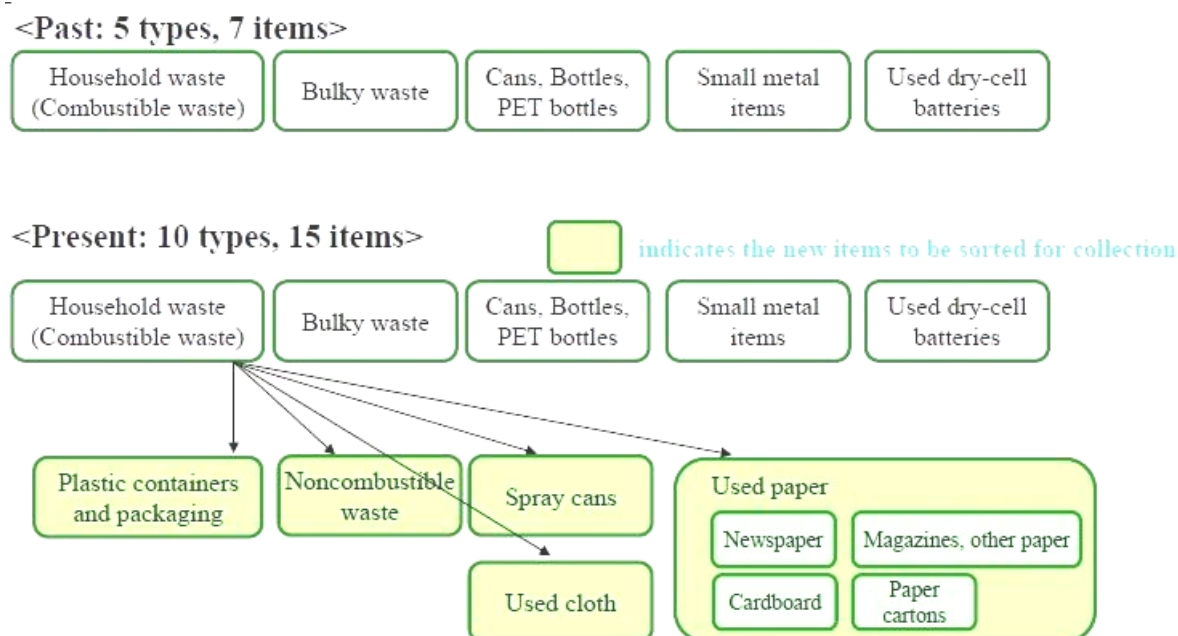 <Past: 5 types, 7 items>
Household waste
(Combustible waste)
Bulky waste
Cans, Bottles,
PET bottles
Small metal
items
Used dry-cell
batteries
<Present: 10 types, 15 items>
indicates the new items to be sorted for collection
Household waste
(Combustible waste)
Bulky waste
Cans, Bottles,
PET bottles
Small metal
items
Used dry-cell
batteries
Plastic containers
and packaging
Noncombustible
waste
Spray cans
Used cloth
Used paper
Newspaper
Magazines, other paper
Cardboard
Paper
cartons